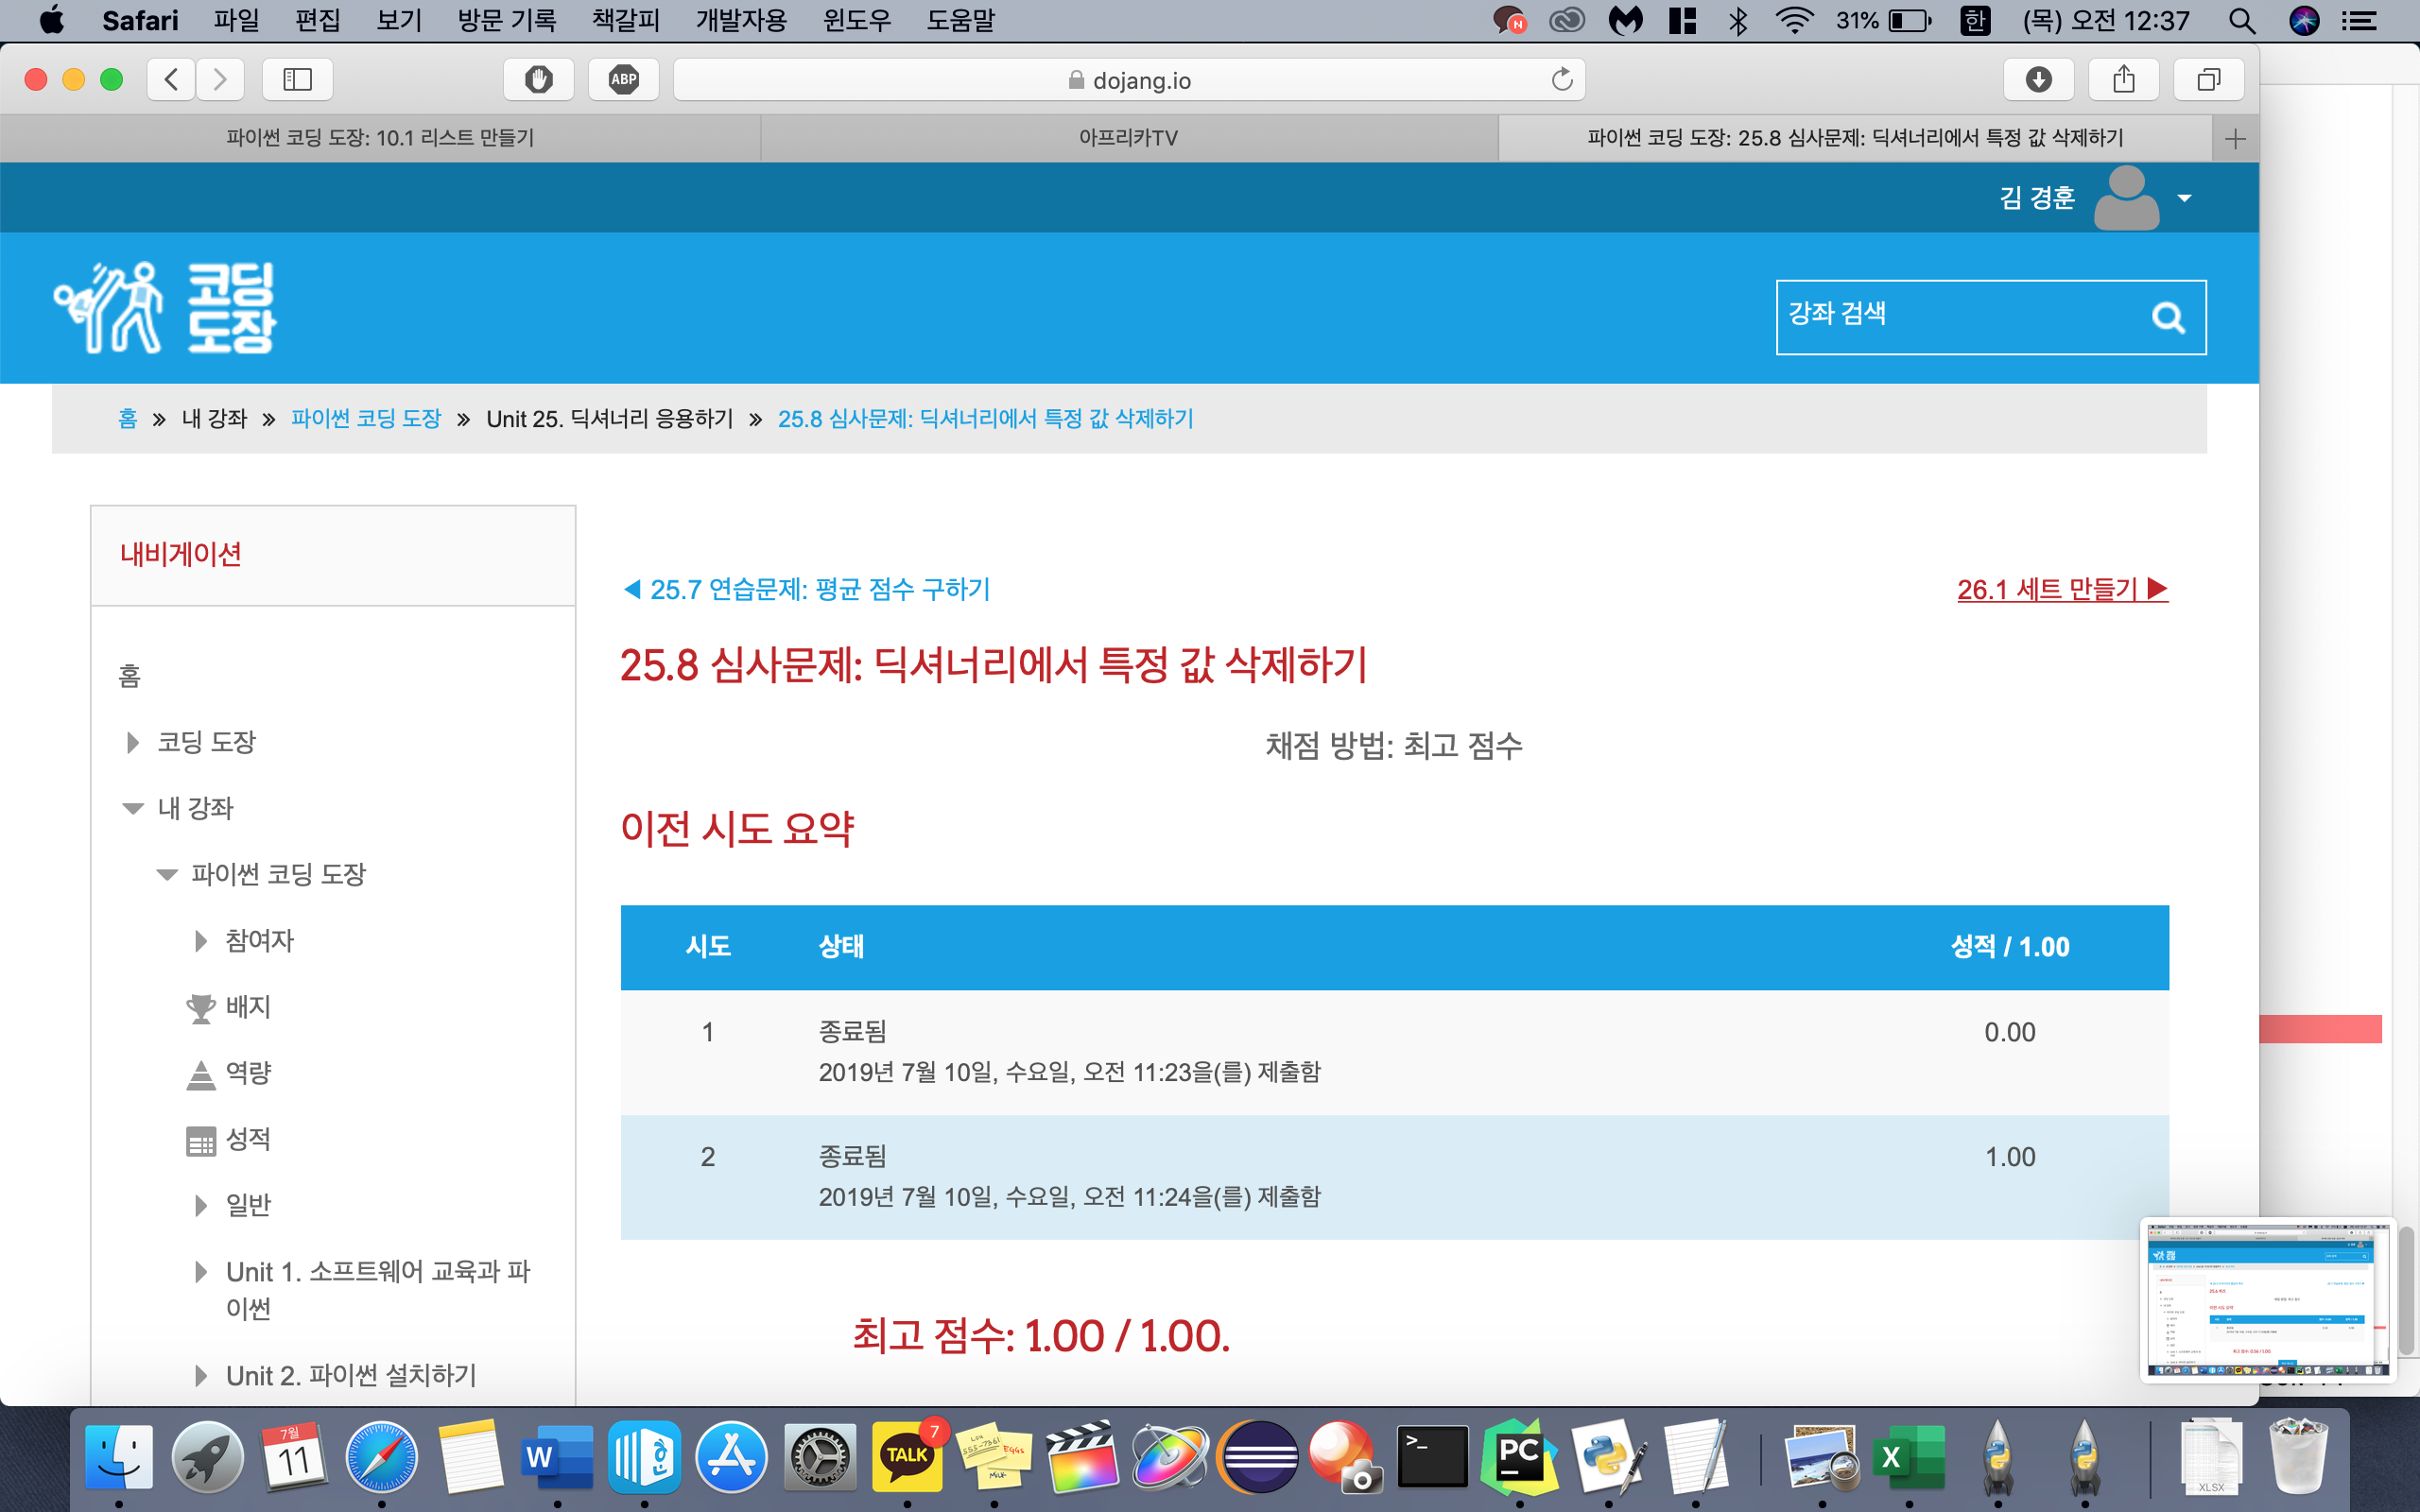 Safari 파일 편집 보기 방문 기록 책갈피 개발자용 윈도우 도움말 N 31% 한 (목) 오전 12:37
ABP dojang.io
파이썬 코딩 도장: 10.1 리스트 만들기 아프리카TV 파이썬 코딩 도장: 25.8 심사문제: 딕셔너리에서 특정 값 삭제하기
김 경훈
코딩
도장
강좌 검색
홈 » 내 강좌 » 파이썬 코딩 도장 » Unit 25. 딕셔너리 응용하기 » 25.8 심사문제: 딕셔너리에서 특정 값 삭제하기
내비게이션
홈
코딩 도장
내 강좌
파이썬 코딩 도장
참여자
배지
역량
성적
일반
Unit 1. 소프트웨어 교육과 파
이썬
Unit 2. 파이썬 설치하기
◀ 25.7 연습문제: 평균 점수 구하기
26.1 세트 만들기 ▶
25.8 심사문제: 딕셔너리에서 특정 값 삭제하기
채점 방법: 최고 점수
이전 시도 요약
시도 상태 성적 / 1.00
1 종료됨 0.00
2019년 7월 10일, 수요일, 오전 11:23을(를) 제출함
2 종료됨 1.00
2019년 7월 10일, 수요일, 오전 11:24을(를) 제출함
최고 점수: 1.00 / 1.00.
7월
11
W
TALK
7
EGGS
MILK
>_
PC
X
XLSX